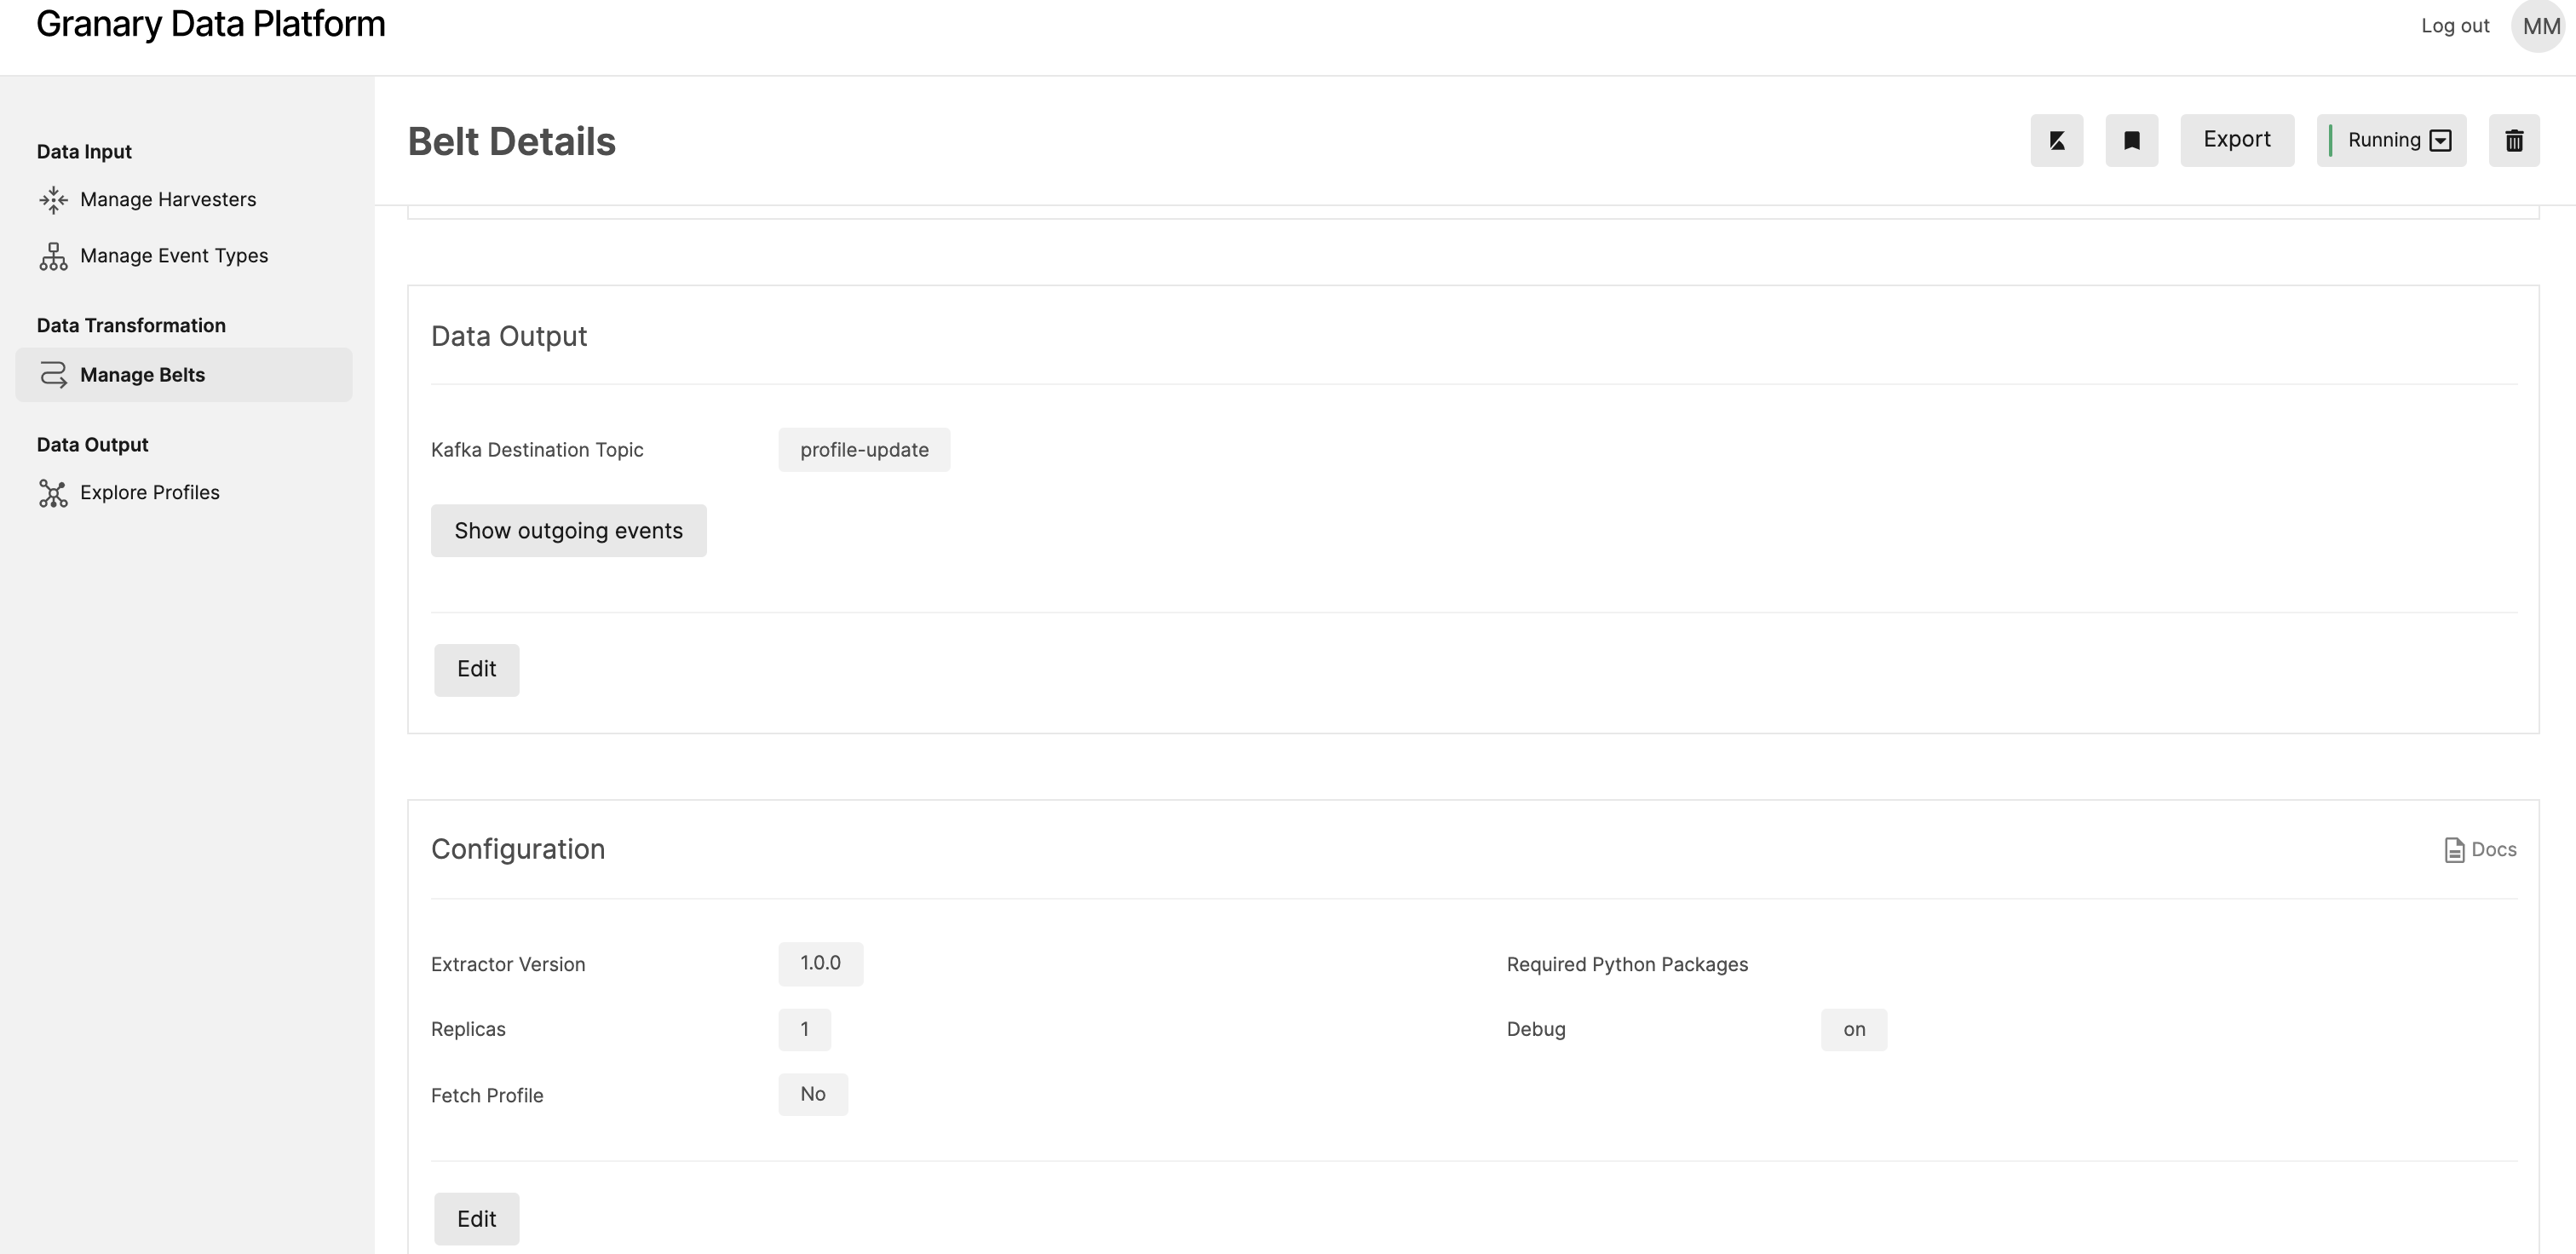 Granary Data Platform
Log out
MM
Data Input
Manage Harvesters
Manage Event Types
Data Transformation
Manage Belts
Data Output
Explore Profiles
Belt Details
Export
Running
Data Output
Kafka Destination Topic
profile-update
Show outgoing events
Edit
Configuration
Docs
Extractor Version
1.0.0
Required Python Packages
Replicas
1
Debug
on
Fetch Profile
No
Edit